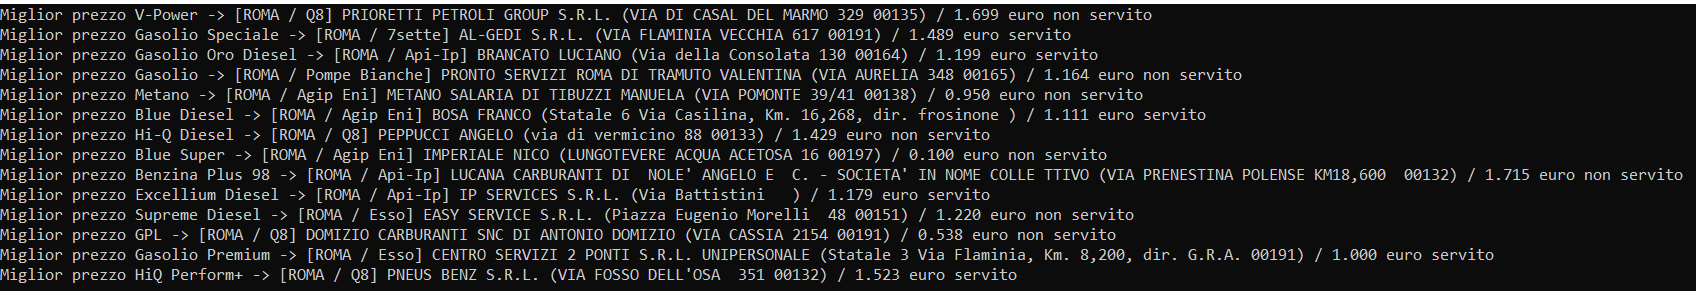 Miglior prezzo V-Power -> [ROMA / Q8] PRIORETTI PETROLI GROUP S.R.L. (VIA DI CASAL DEL MARMO 329 00135) / 1.699 euro non servito
Miglior prezzo Gasolio Speciale -> [ROMA / 7sette] AL-GEDI S.R.L. (VIA FLAMINIA VECCHIA 617 00191) / 1.489 euro servito
Miglior prezzo Gasolio Oro Diesel -> [ROMA / Api-Ip] BRANCATO LUCIANO (Via della Consolata 130 00164) / 1.199 euro servito
Miglior prezzo Gasolio -> [ROMA / Pompe Bianche] PRONTO SERVIZI ROMA DI TRAMUTO VALENTINA (VIA AURELIA 348 00165) / 1.164 euro non servito
Miglior prezzo Metano -> [ROMA / Agip Eni] METANO SALARIA DI TIBUZZI MANUELA (VIA POMONTE 39/41 00138) / 0.950 euro non servito
Miglior prezzo Blue Diesel -> [ROMA / Agip Eni] BOSA FRANCO (Statale 6 Via Casilina, Km. 16,268, dir. frosinone ) / 1.111 euro servito
Miglior prezzo Hi-Q Diesel -> [ROMA / Q8] PEPPUCCI ANGELO (via di vermicino 88 00133) / 1.429 euro non servito
Miglior prezzo Blue Super -> [ROMA / Agip Eni] IMPERIALE NICO (LUNGOTEVERE ACQUA ACETOSA 16 00197) / 0.100 euro non servito
Miglior prezzo Benzina Plus 98 -> [ROMA / Api-Ip] LUCANA CARBURANTI DI  NOLE' ANGELO E  C. - SOCIETA' IN NOME COLLE TTIVO (VIA PRENESTINA POLENSE KM18,600  00132) / 1.715 euro non servito
Miglior prezzo Excellium Diesel -> [ROMA / Api-Ip] IP SERVICES S.R.L. (Via Battistini   ) / 1.179 euro servito
Miglior prezzo Supreme Diesel -> [ROMA / Esso] EASY SERVICE S.R.L. (Piazza Eugenio Morelli  48 00151) / 1.220 euro non servito
Miglior prezzo GPL -> [ROMA / Q8] DOMIZIO CARBURANTI SNC DI ANTONIO DOMIZIO (VIA CASSIA 2154 00191) / 0.538 euro non servito
Miglior prezzo Gasolio Premium -> [ROMA / Esso] CENTRO SERVIZI 2 PONTI S.R.L. UNIPERSONALE (Statale 3 Via Flaminia, Km. 8,200, dir. G.R.A. 00191) / 1.000 euro servito
Miglior prezzo HiQ Perform+ -> [ROMA / Q8] PNEUS BENZ S.R.L. (VIA FOSSO DELL'OSA  351 00132) / 1.523 euro servito